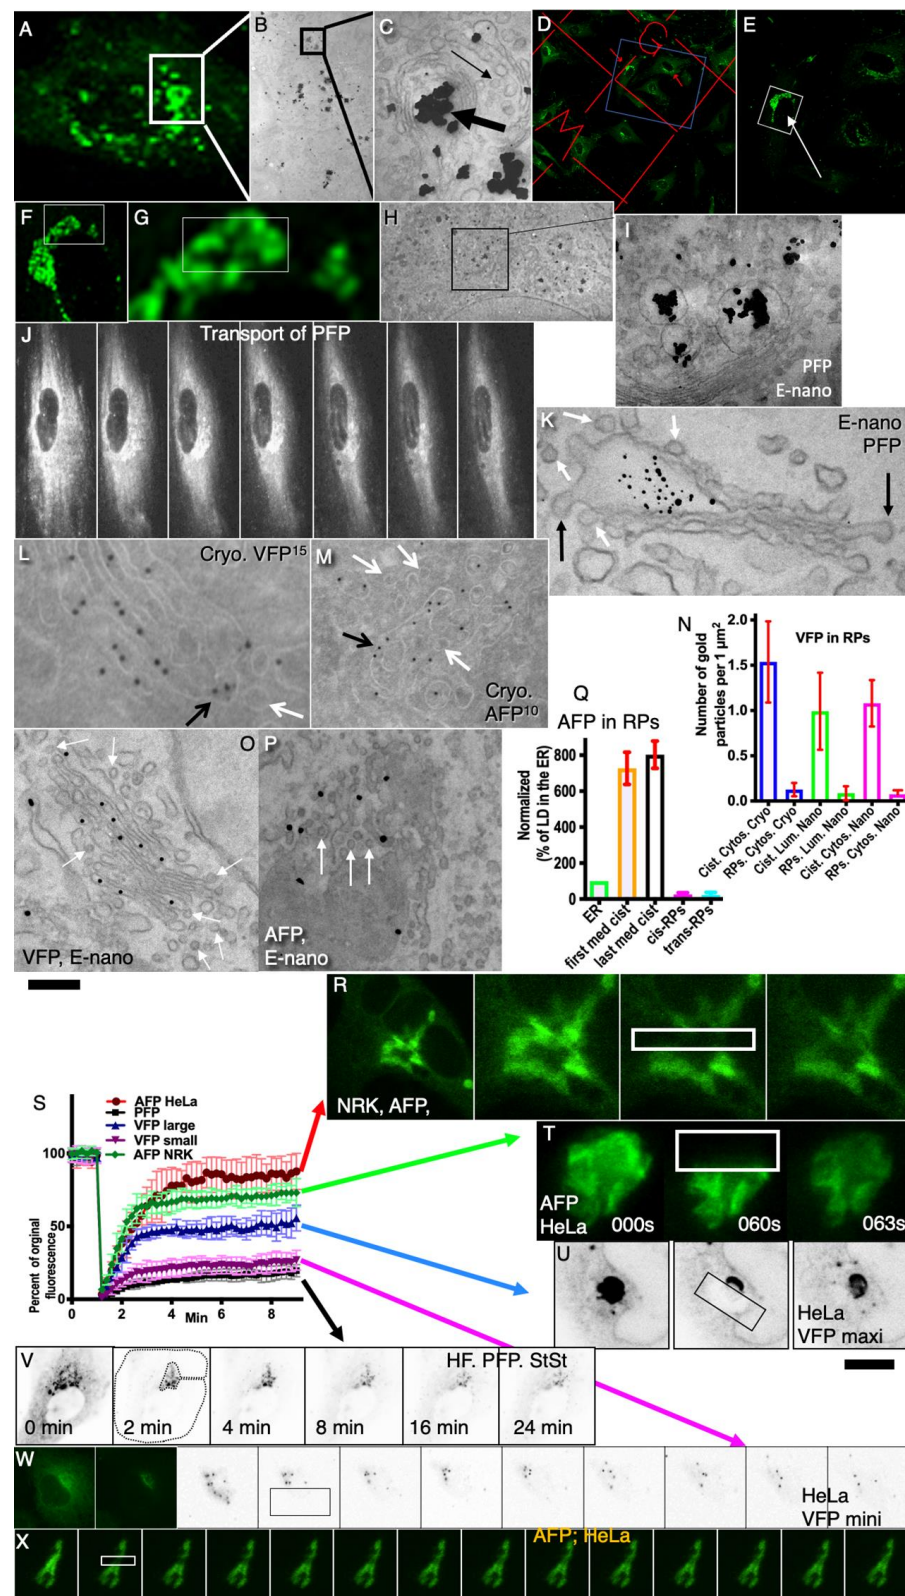 A
B
C
D
G
M
E
F
G
H
I
PFP
E-nano
J
Transport of PFP
K
E-nano
PFP
L
Cryo. VFP15
M
Cryo.
AFP10
N
VFP in RPs
Number of gold
particles per 1 µm2
2.0
1.5
1.0
0.5
0.0
Cist. Cytos. Cryo
RPs. Cytos. Cryo
Cist. Lum. Nano
RPs. Lum. Nano
Cist. Cytos. Nano
RPs. Cytos. Nano
O
VFP, E-nano
P
AFP,
E-nano
Q
AFP in RPs
Normalized
(% of LD in the ER)
800
600
400
200
0
ER
first med cist
last med cist
cis-RPs
trans-RPs
R
NRK, AFP,
S
AFP HeLa
PFP
VFP large
VFP small
AFP NRK
Percent of orginal
fluorescence
100
50
0
0
2
4
6
8
Min
T
AFP
HeLa
000s
060s
063s
U
HeLa
VFP maxi
V
HF. PFP. StSt
0 min
2 min
4 min
8 min
16 min
24 min
W
HeLa
VFP mini
X
AFP; HeLa